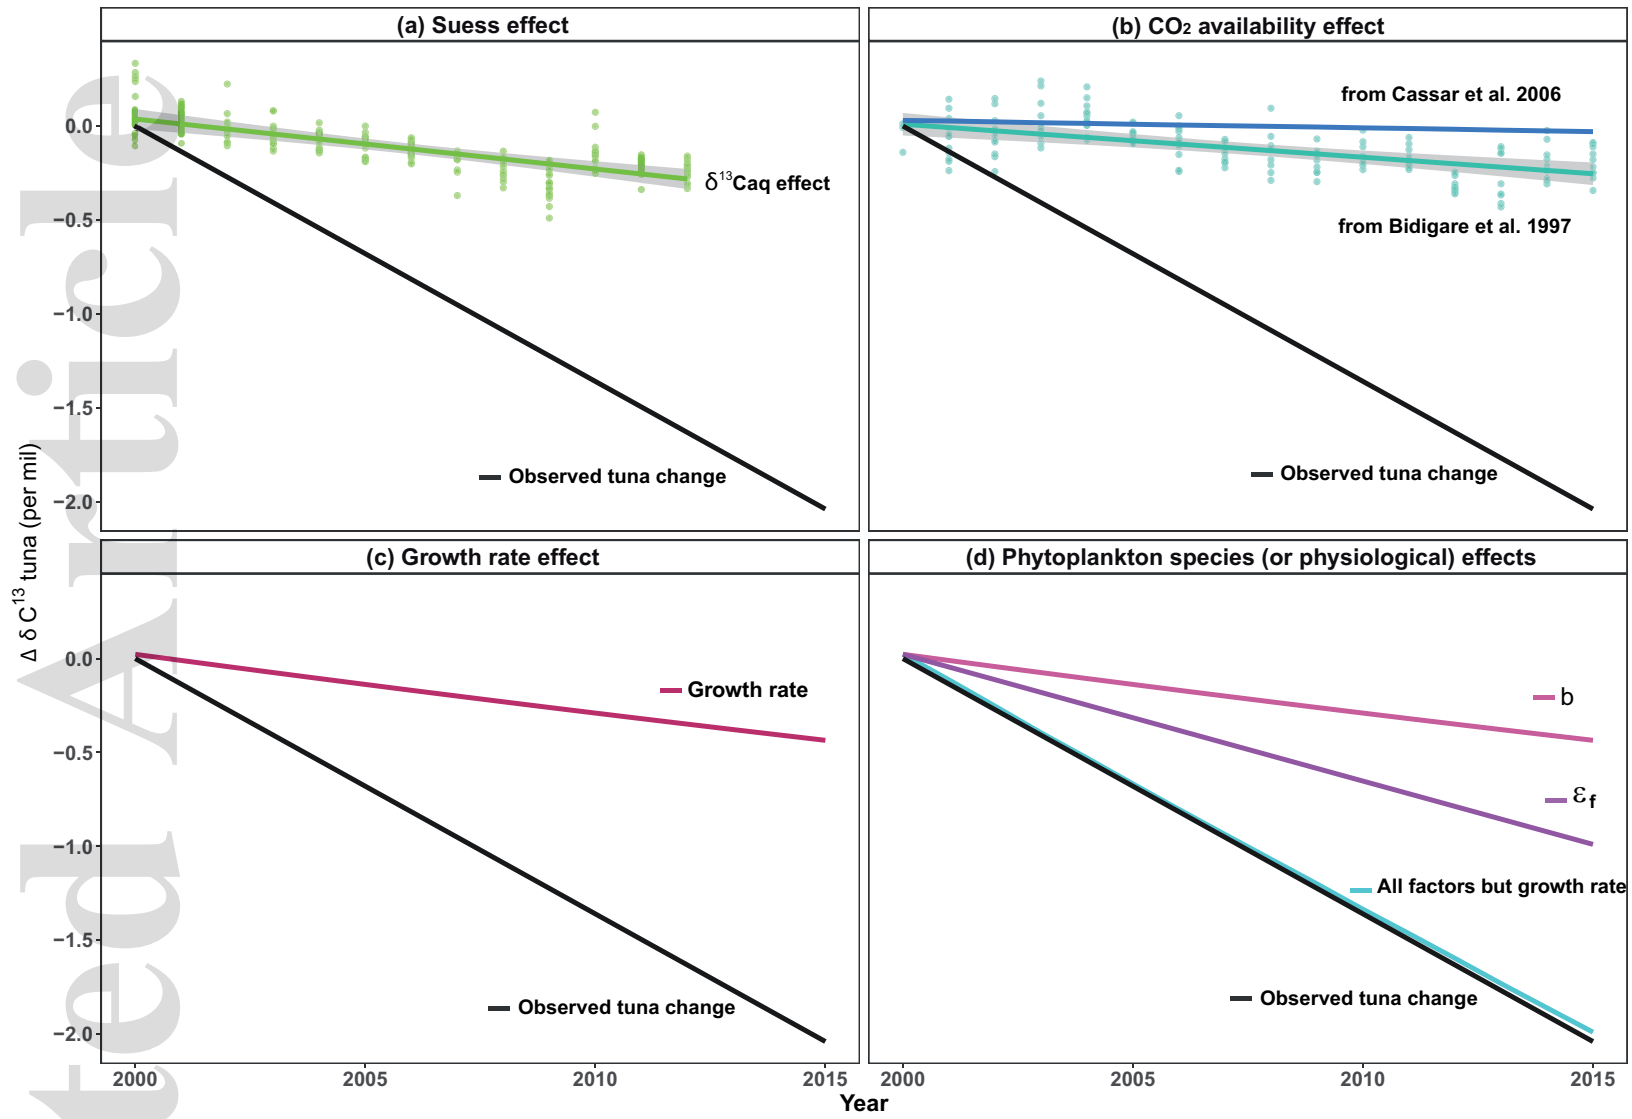 (a) Suess effect
(b) CO₂ availability effect
0.0
−0.5
−1.0
−1.5
−2.0
δ¹³Caq effect
Observed tuna change
from Cassar et al. 2006
from Bidigare et al. 1997
Observed tuna change
(c) Growth rate effect
(d) Phytoplankton species (or physiological) effects
0.0
−0.5
−1.0
−1.5
−2.0
Growth rate
Observed tuna change
b
εf
All factors but growth rate
Observed tuna change
2000
2005
2010
2015
2000
2005
2010
2015
Year
Δ δ C¹³ tuna (per mil)
ted Article